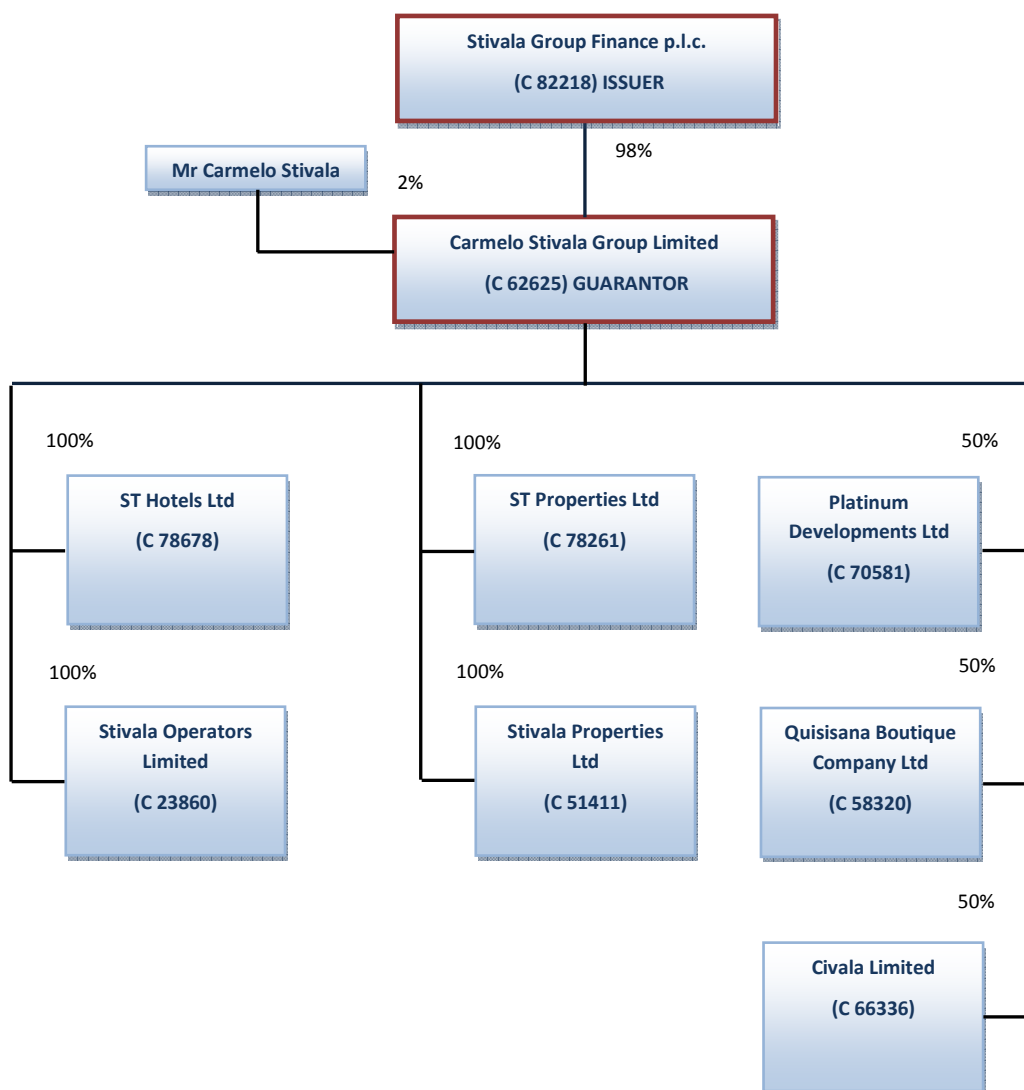 Stivala Group Finance p.l.c.
(C 82218) ISSUER
98%
Mr Carmelo Stivala
2%
Carmelo Stivala Group Limited
(C 62625) GUARANTOR
100%
100%
50%
ST Hotels Ltd
(C 78678)
ST Properties Ltd
(C 78261)
Platinum
Developments Ltd
(C 70581)
100%
100%
50%
Stivala Operators
Limited
(C 23860)
Stivala Properties
Ltd
(C 51411)
Quisisana Boutique
Company Ltd
(C 58320)
50%
Civala Limited
(C 66336)